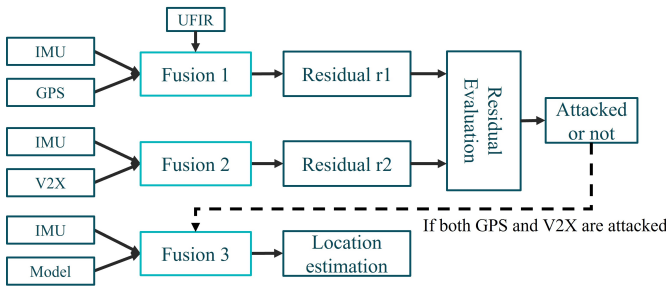 UFIR
IMU
GPS
Fusion 1
Residual r1
IMU
V2X
Fusion 2
Residual r2
Residual
Evaluation
Attacked
or not
If both GPS and V2X are attacked
IMU
Model
Fusion 3
Location
estimation